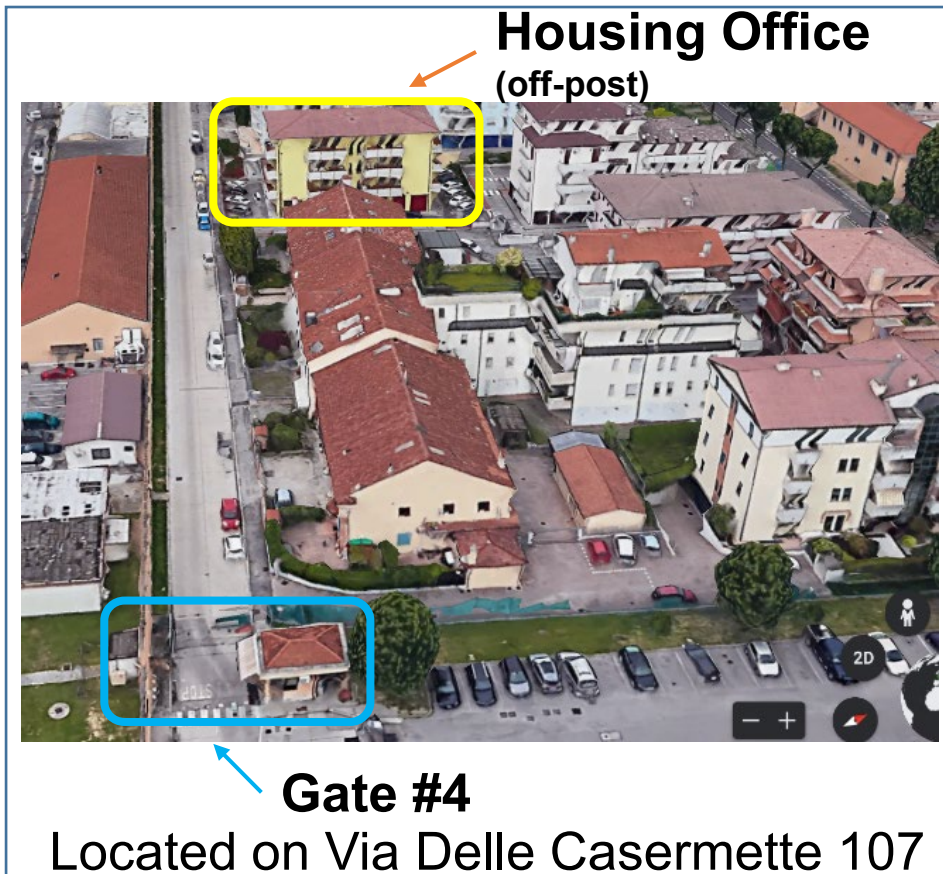 Housing Office
(off-post)
STOP
2D
Gate #4
Located on Via Delle Casermette 107